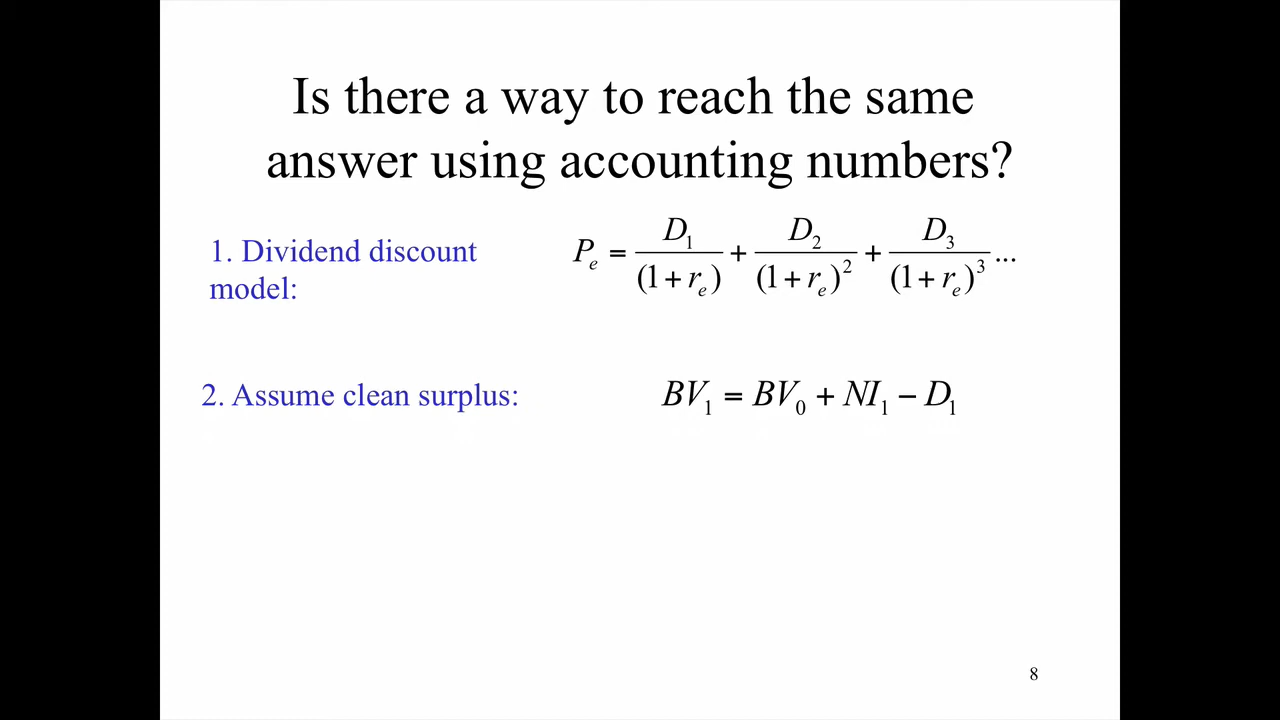 Is there a way to reach the same
answer using accounting numbers?
1. Dividend discount
model:
P_e = D_1/(1 + r_e) + D_2/(1 + r_e)^2 + D_3/(1 + r_e)^3 ...
2. Assume clean surplus: BV_1 = BV_0 + NI_1 − D_1
8